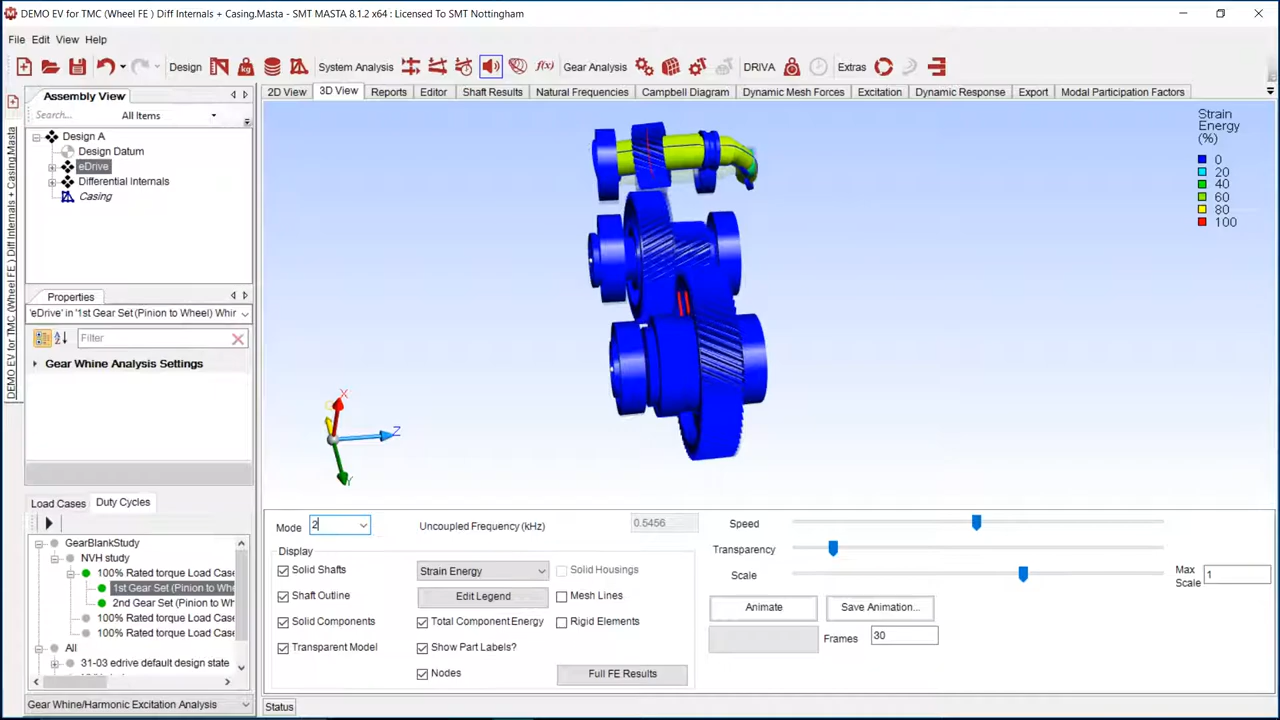 DEMO EV for TMC (Wheel FE ) Diff Internals + Casing.Masta - SMT MASTA 8.1.2 x64 : Licensed To SMT Nottingham
File Edit View Help
Design System Analysis f(x) Gear Analysis DRIVA Extras
2D View 3D View Reports Editor Shaft Results Natural Frequencies Campbell Diagram Dynamic Mesh Forces Excitation Dynamic Response Export Modal Participation Factors
DEMO EV for TMC (Wheel FE ) Diff Internals + Casing.Masta
Assembly View
Search... All Items
Design A
Design Datum
eDrive
Differential Internals
Casing
Properties
'eDrive' in '1st Gear Set (Pinion to Wheel) Whir
Filter
Gear Whine Analysis Settings
Load Cases Duty Cycles
GearBlankStudy
NVH study
100% Rated torque Load Case
1st Gear Set (Pinion to Whe
2nd Gear Set (Pinion to W
100% Rated torque Load Case
100% Rated torque Load Case
All
31-03 edrive default design state
Gear Whine/Harmonic Excitation Analysis
Strain
Energy
(%)
0
20
40
60
80
100
X
Z
Y
Mode 2 Uncoupled Frequency (kHz) 0.5456 Speed
Display Transparency
Solid Shafts Strain Energy Solid Housings Scale Max Scale 1
Shaft Outline Edit Legend Mesh Lines Animate Save Animation...
Solid Components Total Component Energy Rigid Elements Frames 30
Transparent Model Show Part Labels?
Nodes Full FE Results
Status